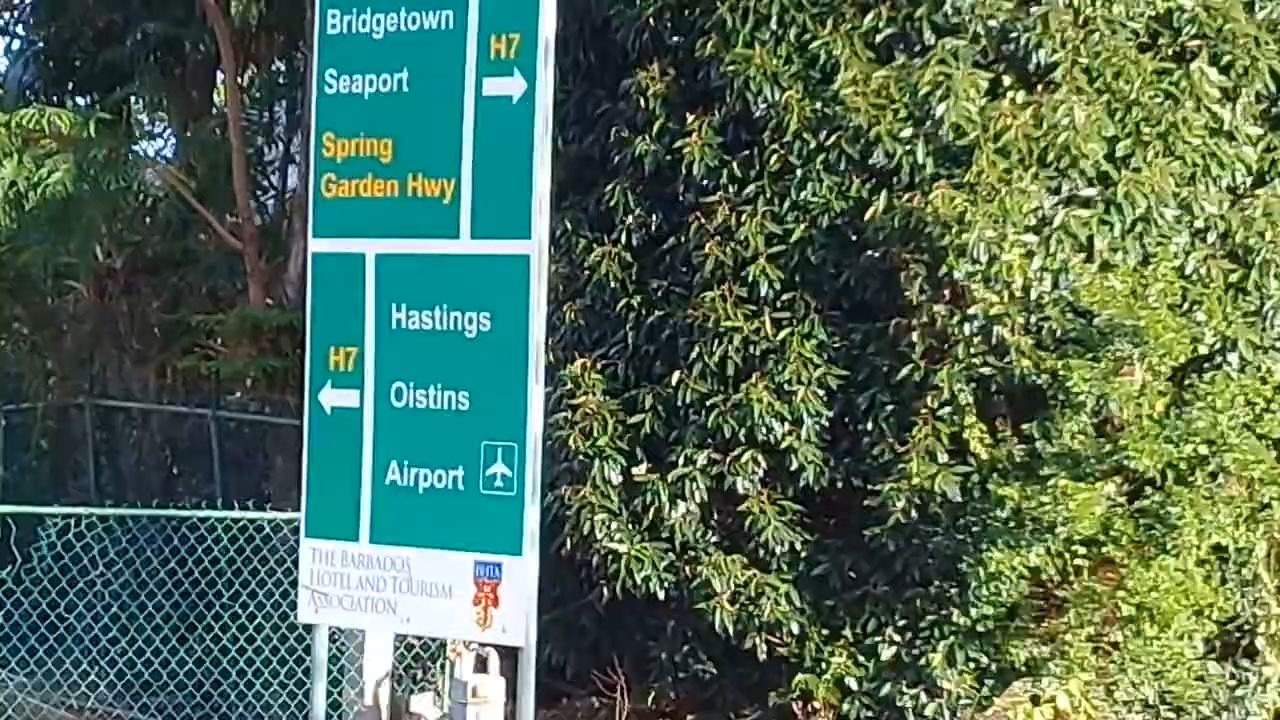 Bridgetown
H7
Seaport
Spring
Garden Hwy
Hastings
H7
Oistins
Airport
THE BARBADOS
HOTEL AND TOURISM
ASSOCIATION
BHTA